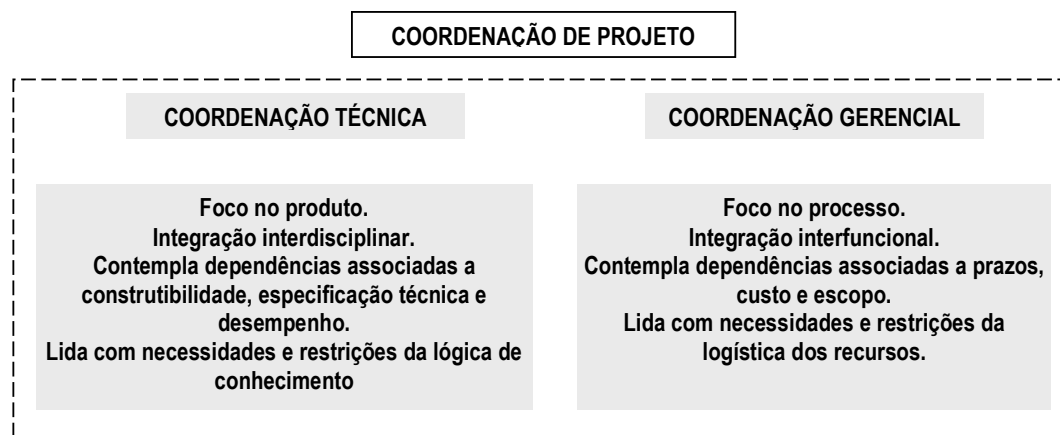 COORDENAÇÃO DE PROJETO
COORDENAÇÃO TÉCNICA
Foco no produto.
Integração interdisciplinar.
Contempla dependências associadas a
construtibilidade, especificação técnica e
desempenho.
Lida com necessidades e restrições da lógica de
conhecimento
COORDENAÇÃO GERENCIAL
Foco no processo.
Integração interfuncional.
Contempla dependências associadas a prazos,
custo e escopo.
Lida com necessidades e restrições da
logística dos recursos.